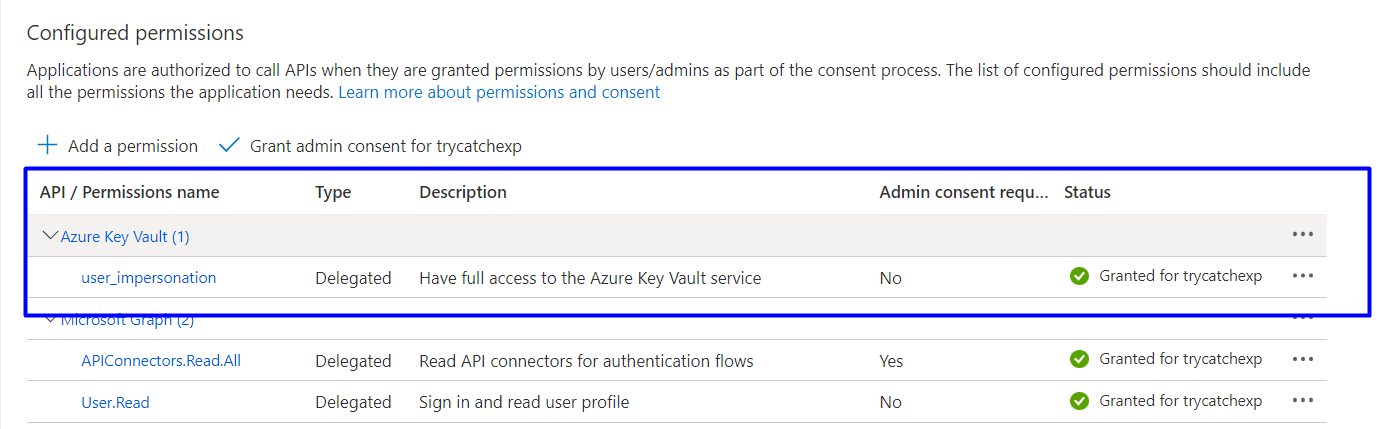 Configured permissions
Applications are authorized to call APIs when they are granted permissions by users/admins as part of the consent process. The list of configured permissions should include
all the permissions the application needs. Learn more about permissions and consent
Add a permission Grant admin consent for trycatchexp
API / Permissions name Type Description Admin consent requ... Status
Azure Key Vault (1)
user_impersonation Delegated Have full access to the Azure Key Vault service No Granted for trycatchexp
Microsoft Graph (2)
APIConnectors.Read.All Delegated Read API connectors for authentication flows Yes Granted for trycatchexp
User.Read Delegated Sign in and read user profile No Granted for trycatchexp